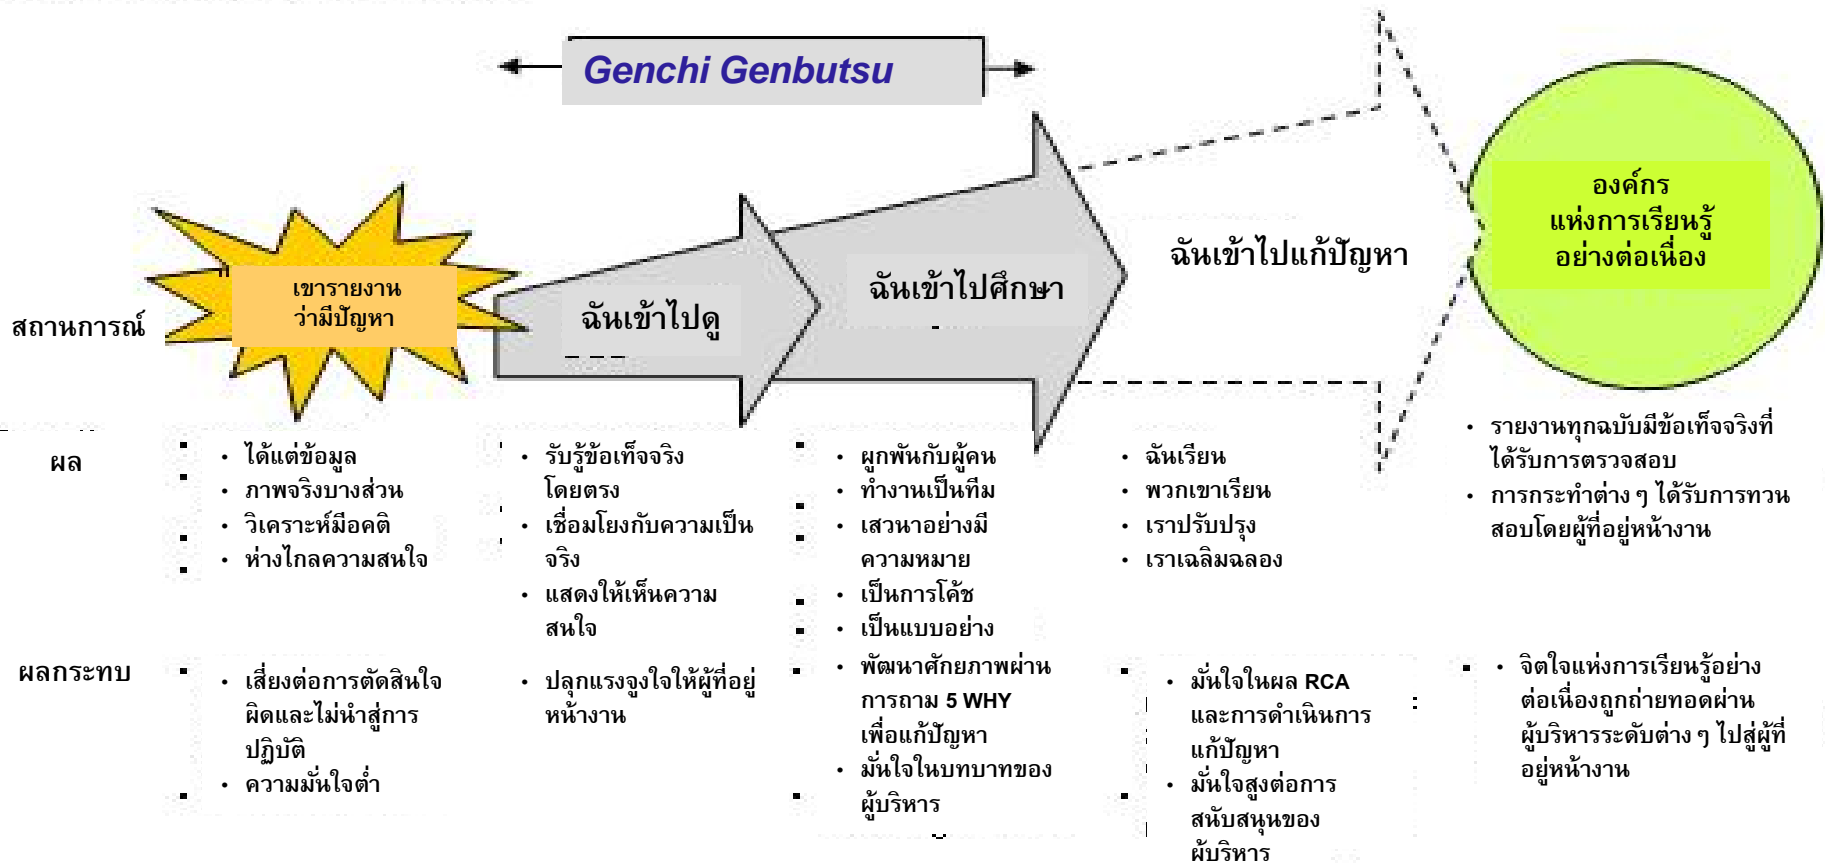 Genchi Genbutsu
สถานการณ์
เขารายงาน
ว่ามีปัญหา
ฉันเข้าไปดู
ฉันเข้าไปศึกษา
ฉันเข้าไปแก้ปัญหา
องค์กร
แห่งการเรียนรู้
อย่างต่อเนื่อง
ผล
• ได้แต่ข้อมูล
• ภาพจริงบางส่วน
• วิเคราะห์มีอคติ
• ห่างไกลความสนใจ
• รับรู้ข้อเท็จจริง
โดยตรง
• เชื่อมโยงกับความเป็น
จริง
• แสดงให้เห็นความ
สนใจ
• ผูกพันกับผู้คน
• ทำงานเป็นทีม
• เสวนาอย่างมี
ความหมาย
• เป็นการโค้ช
• เป็นแบบอย่าง
• ฉันเรียน
• พวกเขาเรียน
• เราปรับปรุง
• เราเฉลิมฉลอง
• รายงานทุกฉบับมีข้อเท็จจริงที่
ได้รับการตรวจสอบ
• การกระทำต่าง ๆ ได้รับการทวน
สอบโดยผู้ที่อยู่หน้างาน
ผลกระทบ
• เสี่ยงต่อการตัดสินใจ
ผิดและไม่นำสู่การ
ปฏิบัติ
• ความมั่นใจต่ำ
• ปลุกแรงจูงใจให้ผู้ที่อยู่
หน้างาน
• พัฒนาศักยภาพผ่าน
การถาม 5 WHY
เพื่อแก้ปัญหา
• มั่นใจในบทบาทของ
ผู้บริหาร
• มั่นใจในผล RCA
และการดำเนินการ
แก้ปัญหา
• มั่นใจสูงต่อการ
สนับสนุนของ
ผู้บริหาร
• จิตใจแห่งการเรียนรู้อย่าง
ต่อเนื่องถูกถ่ายทอดผ่าน
ผู้บริหารระดับต่าง ๆ ไปสู่ผู้ที่
อยู่หน้างาน